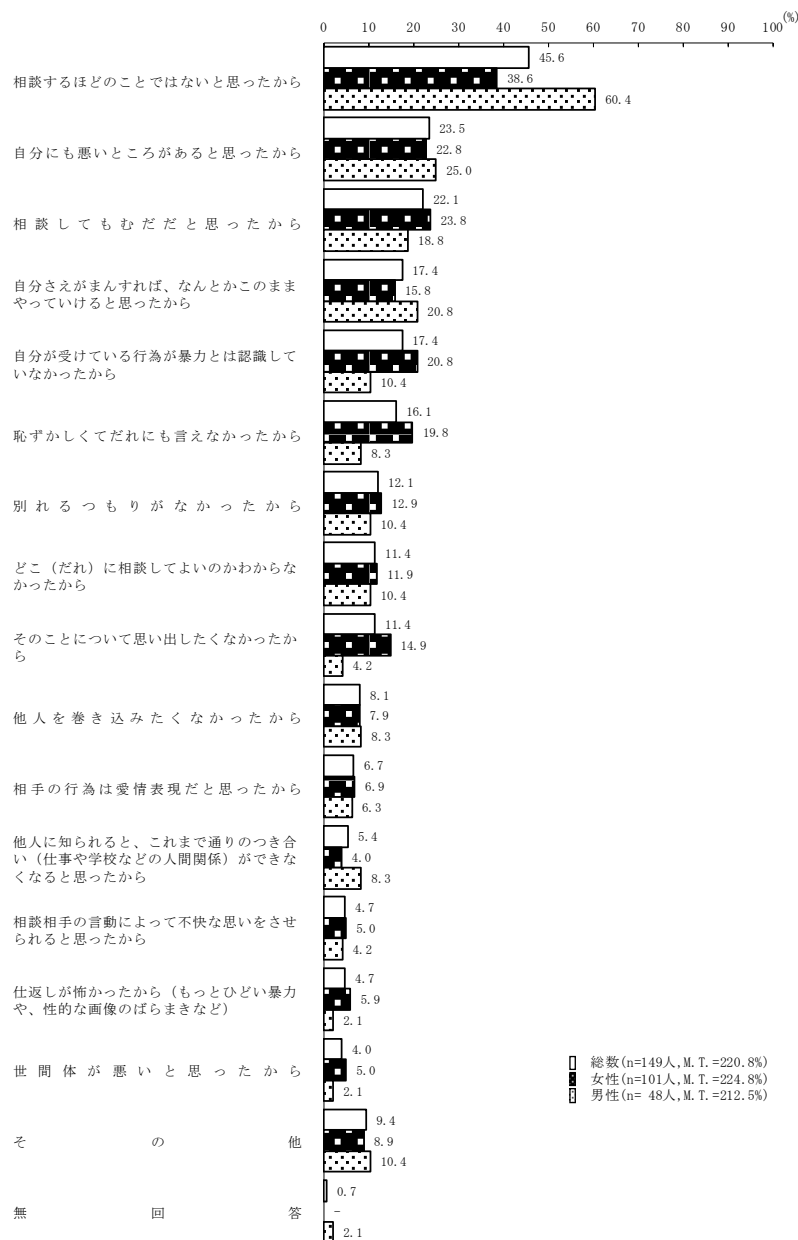 (%)
0 10 20 30 40 50 60 70 80 90 100
相談するほどのことではないと思ったから
45.6
38.6
60.4
自分にも悪いところがあると思ったから
23.5
22.8
25.0
相談してもむだだと思ったから
22.1
23.8
18.8
自分さえがまんすれば、なんとかこのまま
やっていけると思ったから
17.4
15.8
20.8
自分が受けている行為が暴力とは認識して
いなかったから
17.4
20.8
10.4
恥ずかしくてだれにも言えなかったから
16.1
19.8
8.3
別れるつもりがなかったから
12.1
12.9
10.4
どこ（だれ）に相談してよいのかわからな
かったから
11.4
11.9
10.4
そのことについて思い出したくなかったか
ら
11.4
14.9
4.2
他人を巻き込みたくなかったから
8.1
7.9
8.3
相手の行為は愛情表現だと思ったから
6.7
6.9
6.3
他人に知られると、これまで通りのつき合
い（仕事や学校などの人間関係）ができな
くなると思ったから
5.4
4.0
8.3
相談相手の言動によって不快な思いをさせ
られると思ったから
4.7
5.0
4.2
仕返しが怖かったから（もっとひどい暴力
や、性的な画像のばらまきなど）
4.7
5.9
2.1
世間体が悪いと思ったから
4.0
5.0
2.1
その他
9.4
8.9
10.4
無回答
0.7
-
2.1
総数(n=149人,M.T.=220.8%)
女性(n=101人,M.T.=224.8%)
男性(n= 48人,M.T.=212.5%)